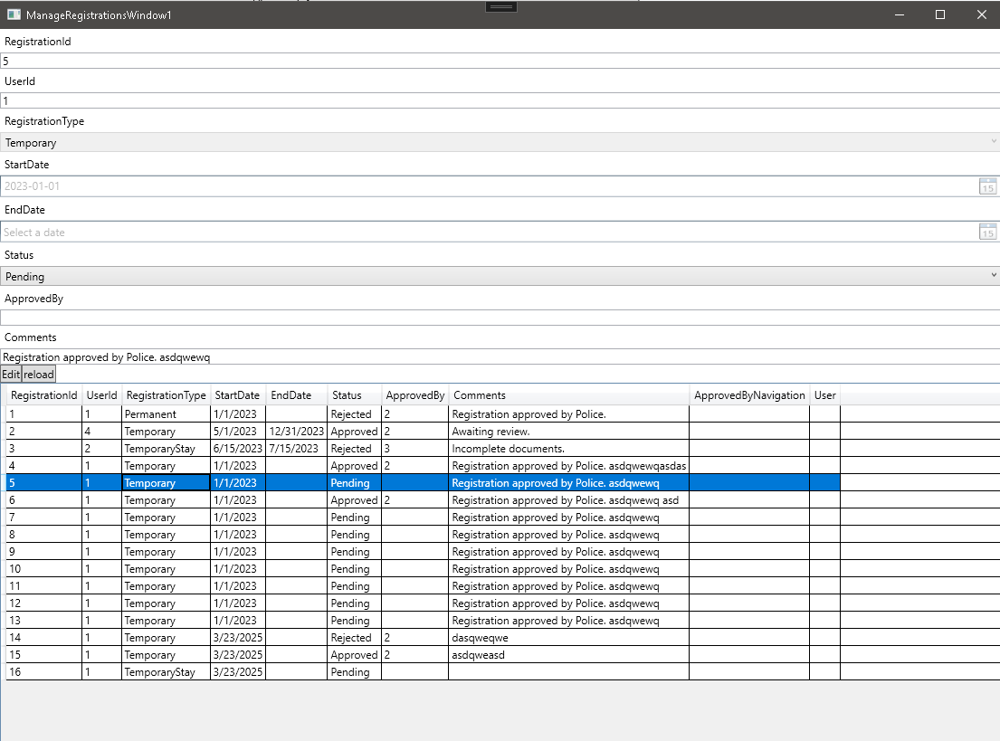 ManageRegistrationsWindow1
RegistrationId
5
UserId
1
RegistrationType
Temporary
StartDate
2023-01-01
15
EndDate
Select a date
15
Status
Pending
ApprovedBy
Comments
Registration approved by Police. asdqwewq
Edit reload
RegistrationId UserId RegistrationType StartDate EndDate Status ApprovedBy Comments ApprovedByNavigation User
1 1 Permanent 1/1/2023 Rejected 2 Registration approved by Police.
2 4 Temporary 5/1/2023 12/31/2023 Approved 2 Awaiting review.
3 2 TemporaryStay 6/15/2023 7/15/2023 Rejected 3 Incomplete documents.
4 1 Temporary 1/1/2023 Approved 2 Registration approved by Police. asdqwewqasdas
5 1 Temporary 1/1/2023 Pending Registration approved by Police. asdqwewq
6 1 Temporary 1/1/2023 Approved 2 Registration approved by Police. asdqwewq asd
7 1 Temporary 1/1/2023 Pending Registration approved by Police. asdqwewq
8 1 Temporary 1/1/2023 Pending Registration approved by Police. asdqwewq
9 1 Temporary 1/1/2023 Pending Registration approved by Police. asdqwewq
10 1 Temporary 1/1/2023 Pending Registration approved by Police. asdqwewq
11 1 Temporary 1/1/2023 Pending Registration approved by Police. asdqwewq
12 1 Temporary 1/1/2023 Pending Registration approved by Police. asdqwewq
13 1 Temporary 1/1/2023 Pending Registration approved by Police. asdqwewq
14 1 Temporary 3/23/2025 Rejected 2 dasqweqwe
15 1 Temporary 3/23/2025 Approved 2 asdqweasd
16 1 TemporaryStay 3/23/2025 Pending